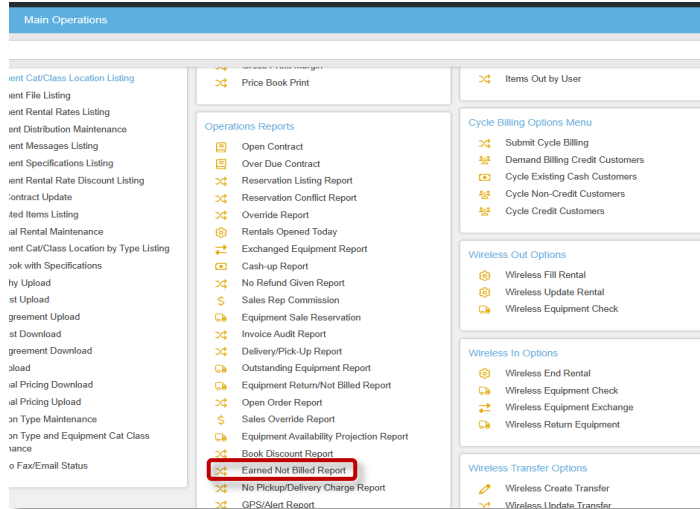 Main Operations
ent Cat/Class Location Listing
ent File Listing
ent Rental Rates Listing
ent Distribution Maintenance
ent Messages Listing
ent Specifications Listing
ent Rental Rate Discount Listing
Contract Update
sted Items Listing
al Rental Maintenance
ent Cat/Class Location by Type Listing
ook with Specifications
hy Upload
st Upload
greement Upload
st Download
greement Download
pload
al Pricing Download
al Pricing Upload
on Type Maintenance
on Type and Equipment Cat Class
nance
o Fax/Email Status
Price Book Print
Operations Reports
Open Contract
Over Due Contract
Reservation Listing Report
Reservation Conflict Report
Override Report
Rentals Opened Today
Exchanged Equipment Report
Cash-up Report
No Refund Given Report
Sales Rep Commission
Equipment Sale Reservation
Invoice Audit Report
Delivery/Pick-Up Report
Outstanding Equipment Report
Equipment Return/Not Billed Report
Open Order Report
Sales Override Report
Equipment Availability Projection Report
Book Discount Report
Earned Not Billed Report
No Pickup/Delivery Charge Report
GPS/Alert Report
Items Out by User
Cycle Billing Options Menu
Submit Cycle Billing
Demand Billing Credit Customers
Cycle Existing Cash Customers
Cycle Non-Credit Customers
Cycle Credit Customers
Wireless Out Options
Wireless Fill Rental
Wireless Update Rental
Wireless Equipment Check
Wireless In Options
Wireless End Rental
Wireless Equipment Check
Wireless Equipment Exchange
Wireless Return Equipment
Wireless Transfer Options
Wireless Create Transfer
Wireless Update Transfer